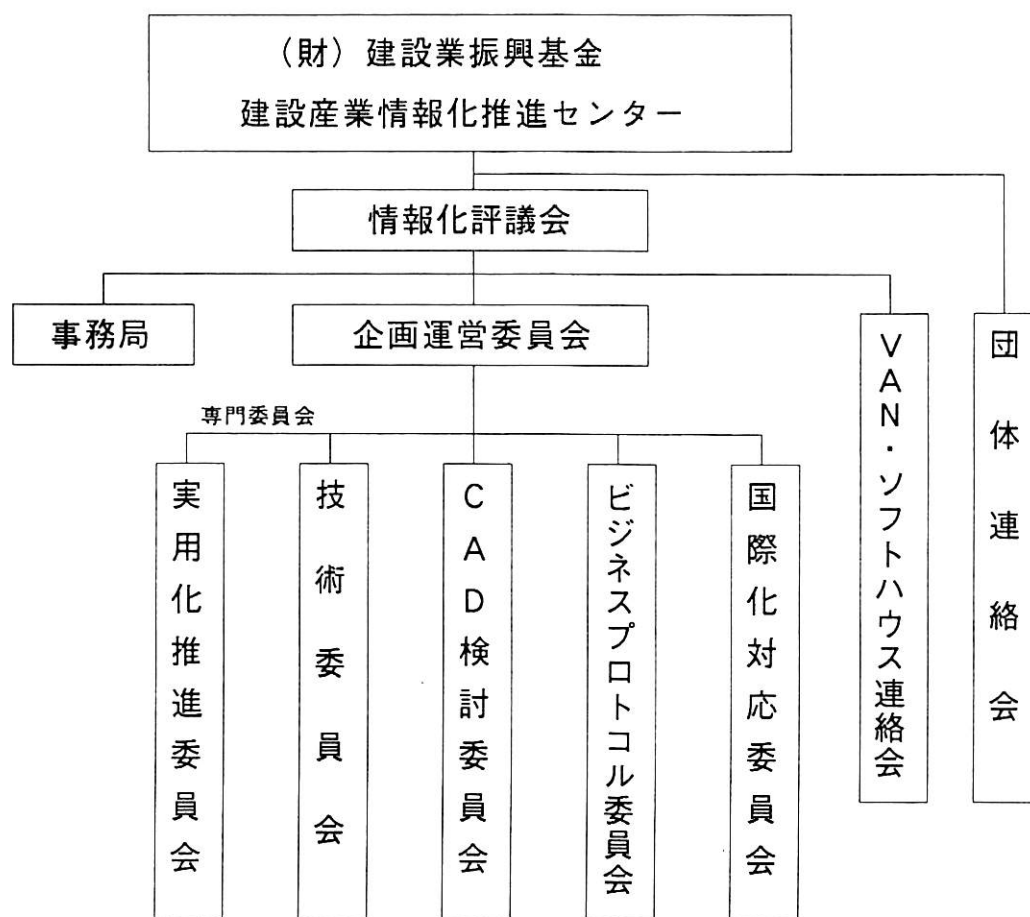 （財）建設業振興基金
建設産業情報化推進センター
情報化評議会
事務局
企画運営委員会
VAN・ソフトハウス連絡会
団体連絡会
専門委員会
実用化推進委員会
技術委員会
CAD検討委員会
ビジネスプロトコル委員会
国際化対応委員会